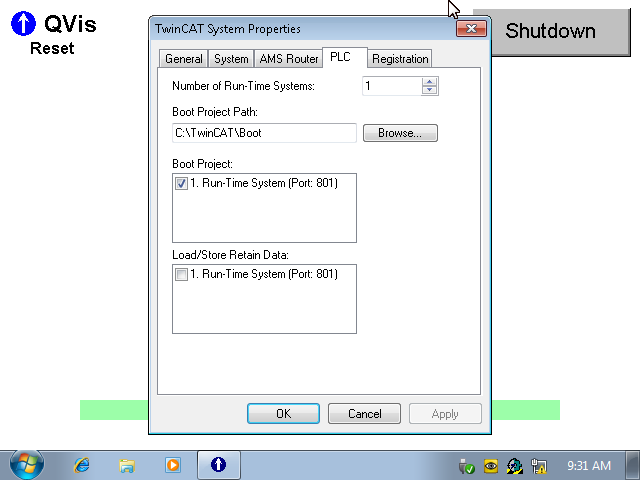 QVis
Reset
Shutdown
TwinCAT System Properties
General System AMS Router PLC Registration
Number of Run-Time Systems: 1
Boot Project Path:
C:\TwinCAT\Boot Browse...
Boot Project:
1. Run-Time System (Port: 801)
Load/Store Retain Data:
1. Run-Time System (Port: 801)
OK Cancel Apply
9:31 AM